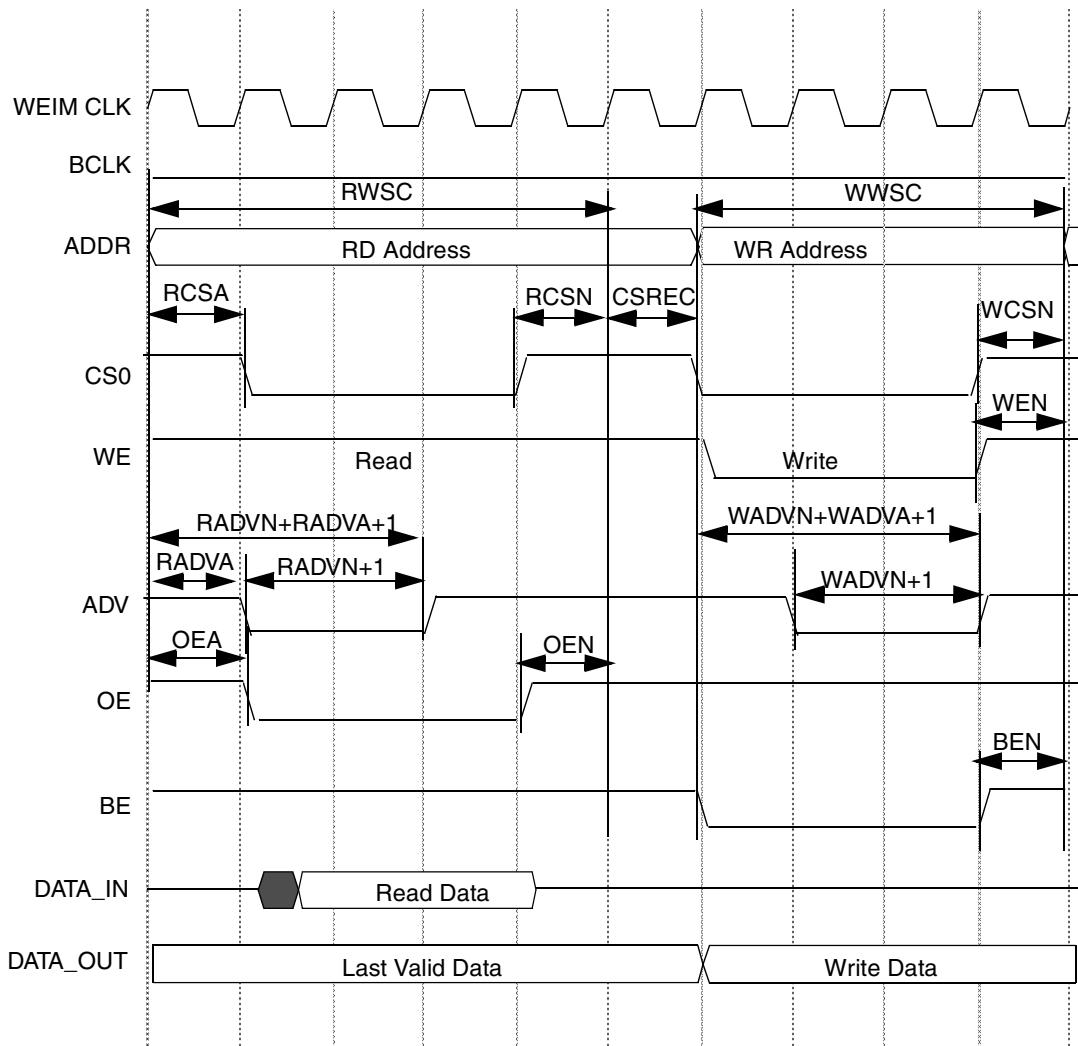 WEIM CLK
BCLK
RWSC
WWSC
ADDR
RD Address
WR Address
RCSA
RCSN
CSREC
WCSN
CS0
WEN
WE
Read
Write
RADVN+RADVA+1
WADVN+WADVA+1
RADVA
RADVN+1
WADVN+1
ADV
OEA
OEN
OE
BEN
BE
DATA_IN
Read Data
DATA_OUT
Last Valid Data
Write Data